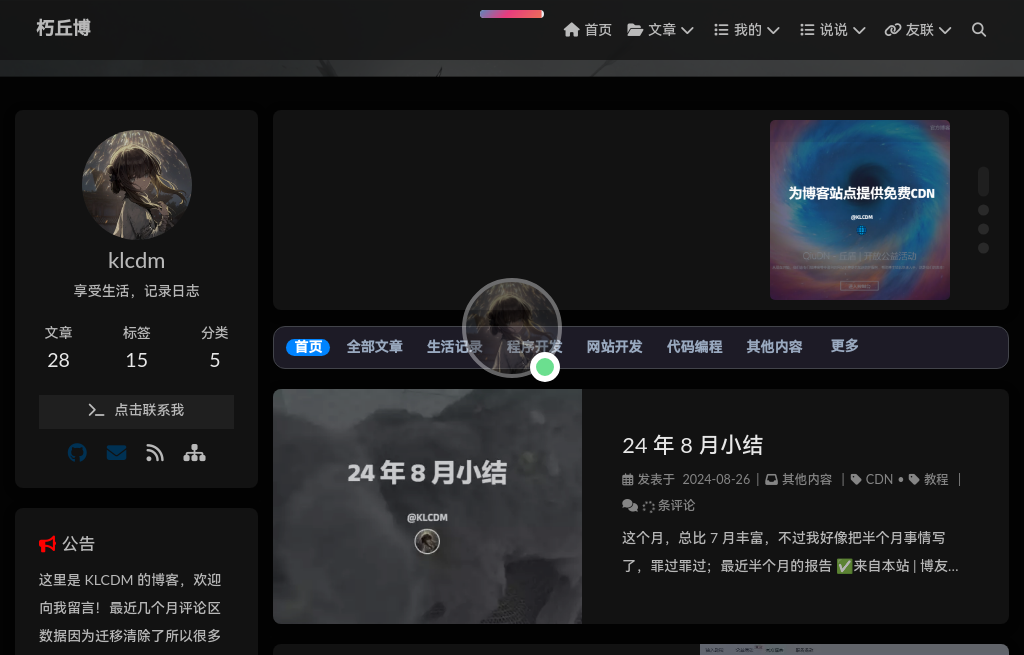 朽丘博
首页
文章
我的
说说
友联
klcdm
享受生活，记录日志
文章
标签
分类
28
15
5
点击联系我
公告
这里是 KLCDM 的博客，欢迎
向我留言！最近几个月评论区
数据因为迁移清除了所以很多
为博客站点提供免费CDN
@KLCDM
首页
全部文章
生活记录
程序开发
网站开发
代码编程
其他内容
更多
24 年 8 月小结
@KLCDM
24 年 8 月小结
发表于 2024-08-26 | 其他内容 | CDN • 教程 |
条评论
这个月，总比 7 月丰富，不过我好像把半个月事情写
了，罪过罪过；最近半个月的报告 ✅来自本站 | 博友...